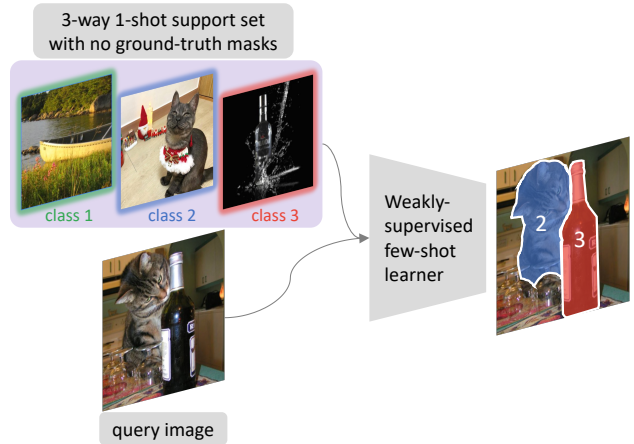 3-way 1-shot support set
with no ground-truth masks
class 1
class 2
class 3
Weakly-
supervised
few-shot
learner
2
3
query image